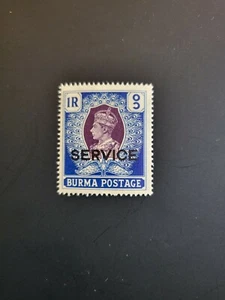 1R
SERVICE
BURMA POSTAGE